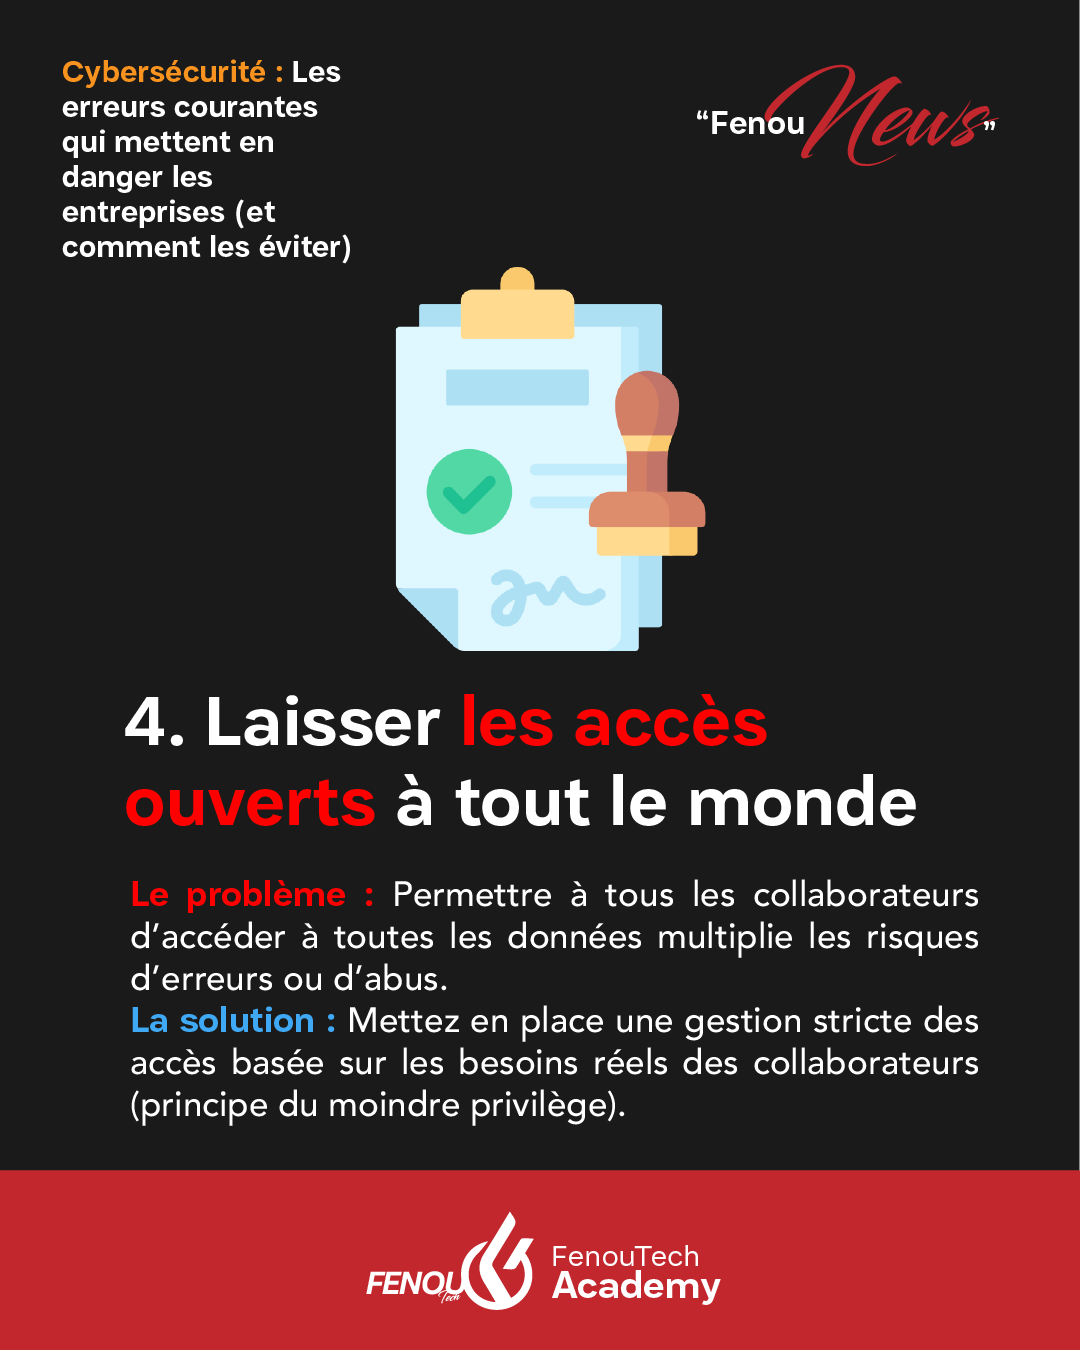 Cybersécurité : Les
erreurs courantes
qui mettent en
danger les
entreprises (et
comment les éviter)
“Fenou News”
4. Laisser les accès
ouverts à tout le monde
Le problème : Permettre à tous les collaborateurs
d’accéder à toutes les données multiplie les risques
d’erreurs ou d’abus.
La solution : Mettez en place une gestion stricte des
accès basée sur les besoins réels des collaborateurs
(principe du moindre privilège).
FENOU
Tech
FenouTech
Academy